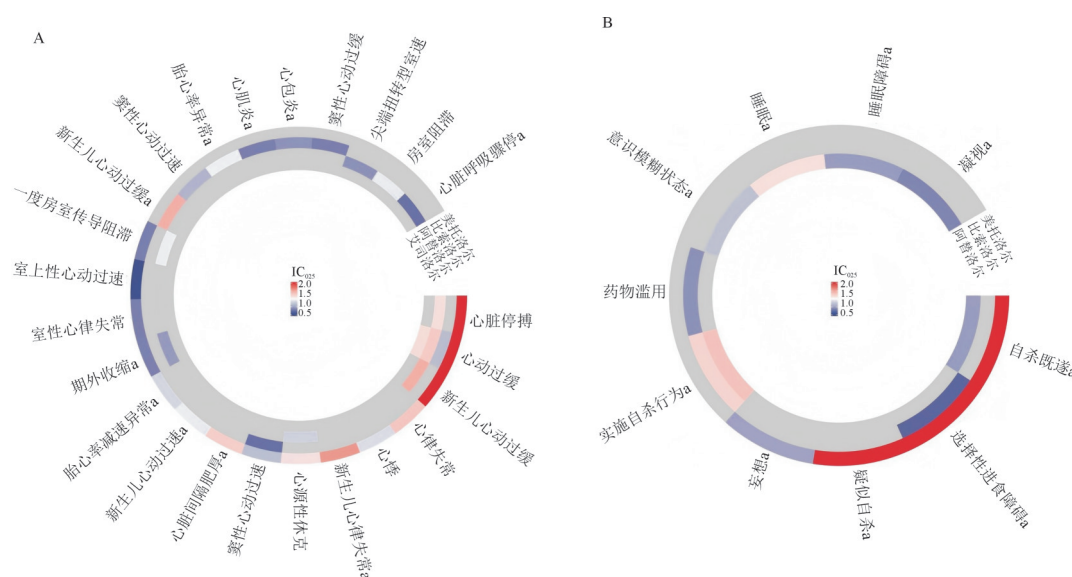 A
心脏呼吸骤停a
房室阻滞
尖端扭转型室速
窦性心动过缓
心包炎a
心肌炎a
胎心率异常a
窦性心动过速
新生儿心动过缓a
一度房室传导阻滞
室上性心动过速
室性心律失常
期外收缩a
胎心率减速异常a
新生儿心动过速a
心脏间隔肥厚a
窦性心动过速
心源性休克
新生儿心律失常a
心悸
心律失常
新生儿心动过缓
心动过缓
心脏停搏
美托洛尔
比索洛尔
阿替洛尔
艾司洛尔
IC025
2.0
1.5
1.0
0.5
B
凝视a
睡眠障碍a
睡眠a
意识模糊状态a
药物滥用
实施自杀行为a
妄想a
疑似自杀a
选择性进食障碍a
自杀既遂a
美托洛尔
比索洛尔
阿替洛尔
IC025
2.0
1.5
1.0
0.5